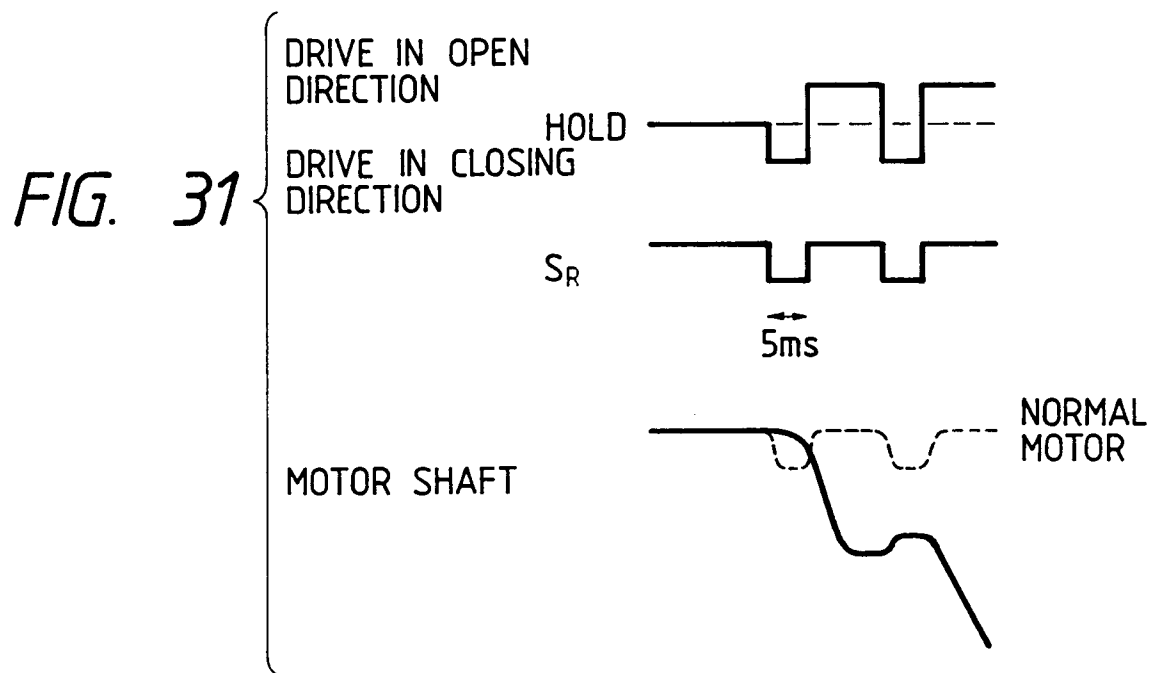 FIG. 31
DRIVE IN OPEN
DIRECTION
HOLD
DRIVE IN CLOSING
DIRECTION
SR
5ms
MOTOR SHAFT
NORMAL
MOTOR